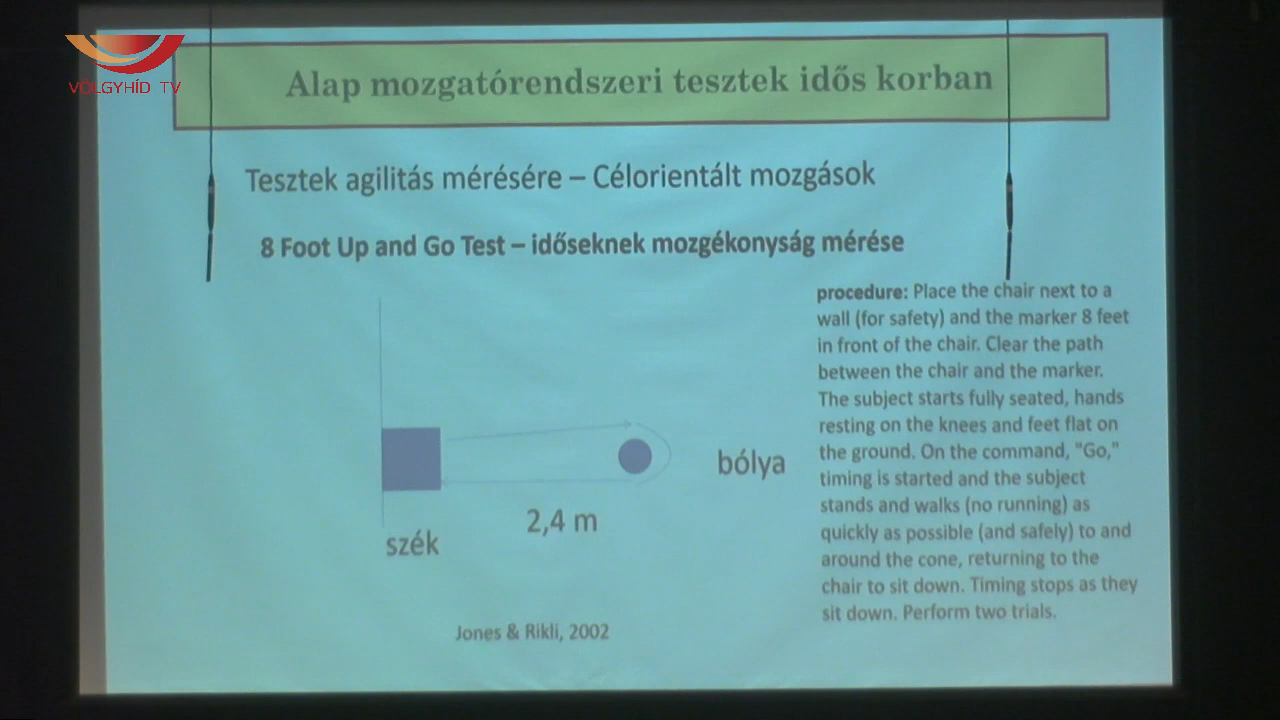 VÖLGYHÍD TV
Alap mozgatórendszeri tesztek idős korban
Tesztek agilitás mérésére – Célorientált mozgások
8 Foot Up and Go Test – időseknek mozgékonyság mérése
procedure: Place the chair next to a
wall (for safety) and the marker 8 feet
in front of the chair. Clear the path
between the chair and the marker.
The subject starts fully seated, hands
resting on the knees and feet flat on
the ground. On the command, "Go,"
timing is started and the subject
stands and walks (no running) as
quickly as possible (and safely) to and
around the cone, returning to the
chair to sit down. Timing stops as they
sit down. Perform two trials.
bólya
2,4 m
szék
Jones & Rikli, 2002